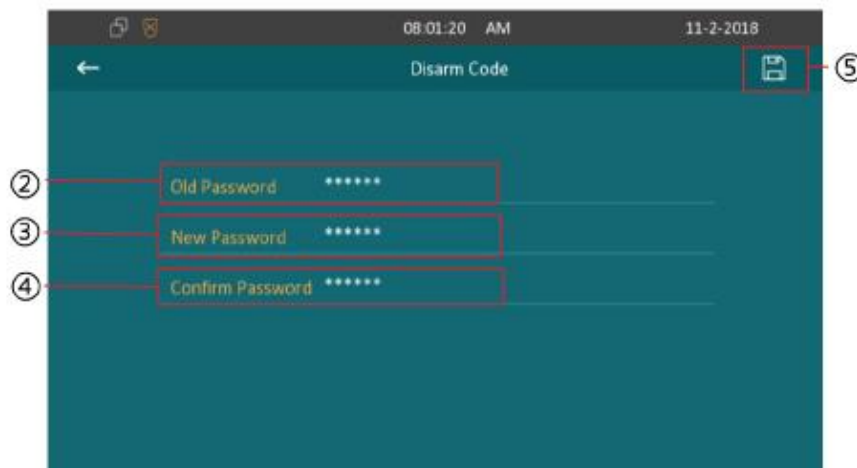 08:01:20 AM 11-2-2018
Disarm Code
⑤
② Old Password ******
③ New Password ******
④ Confirm Password ******